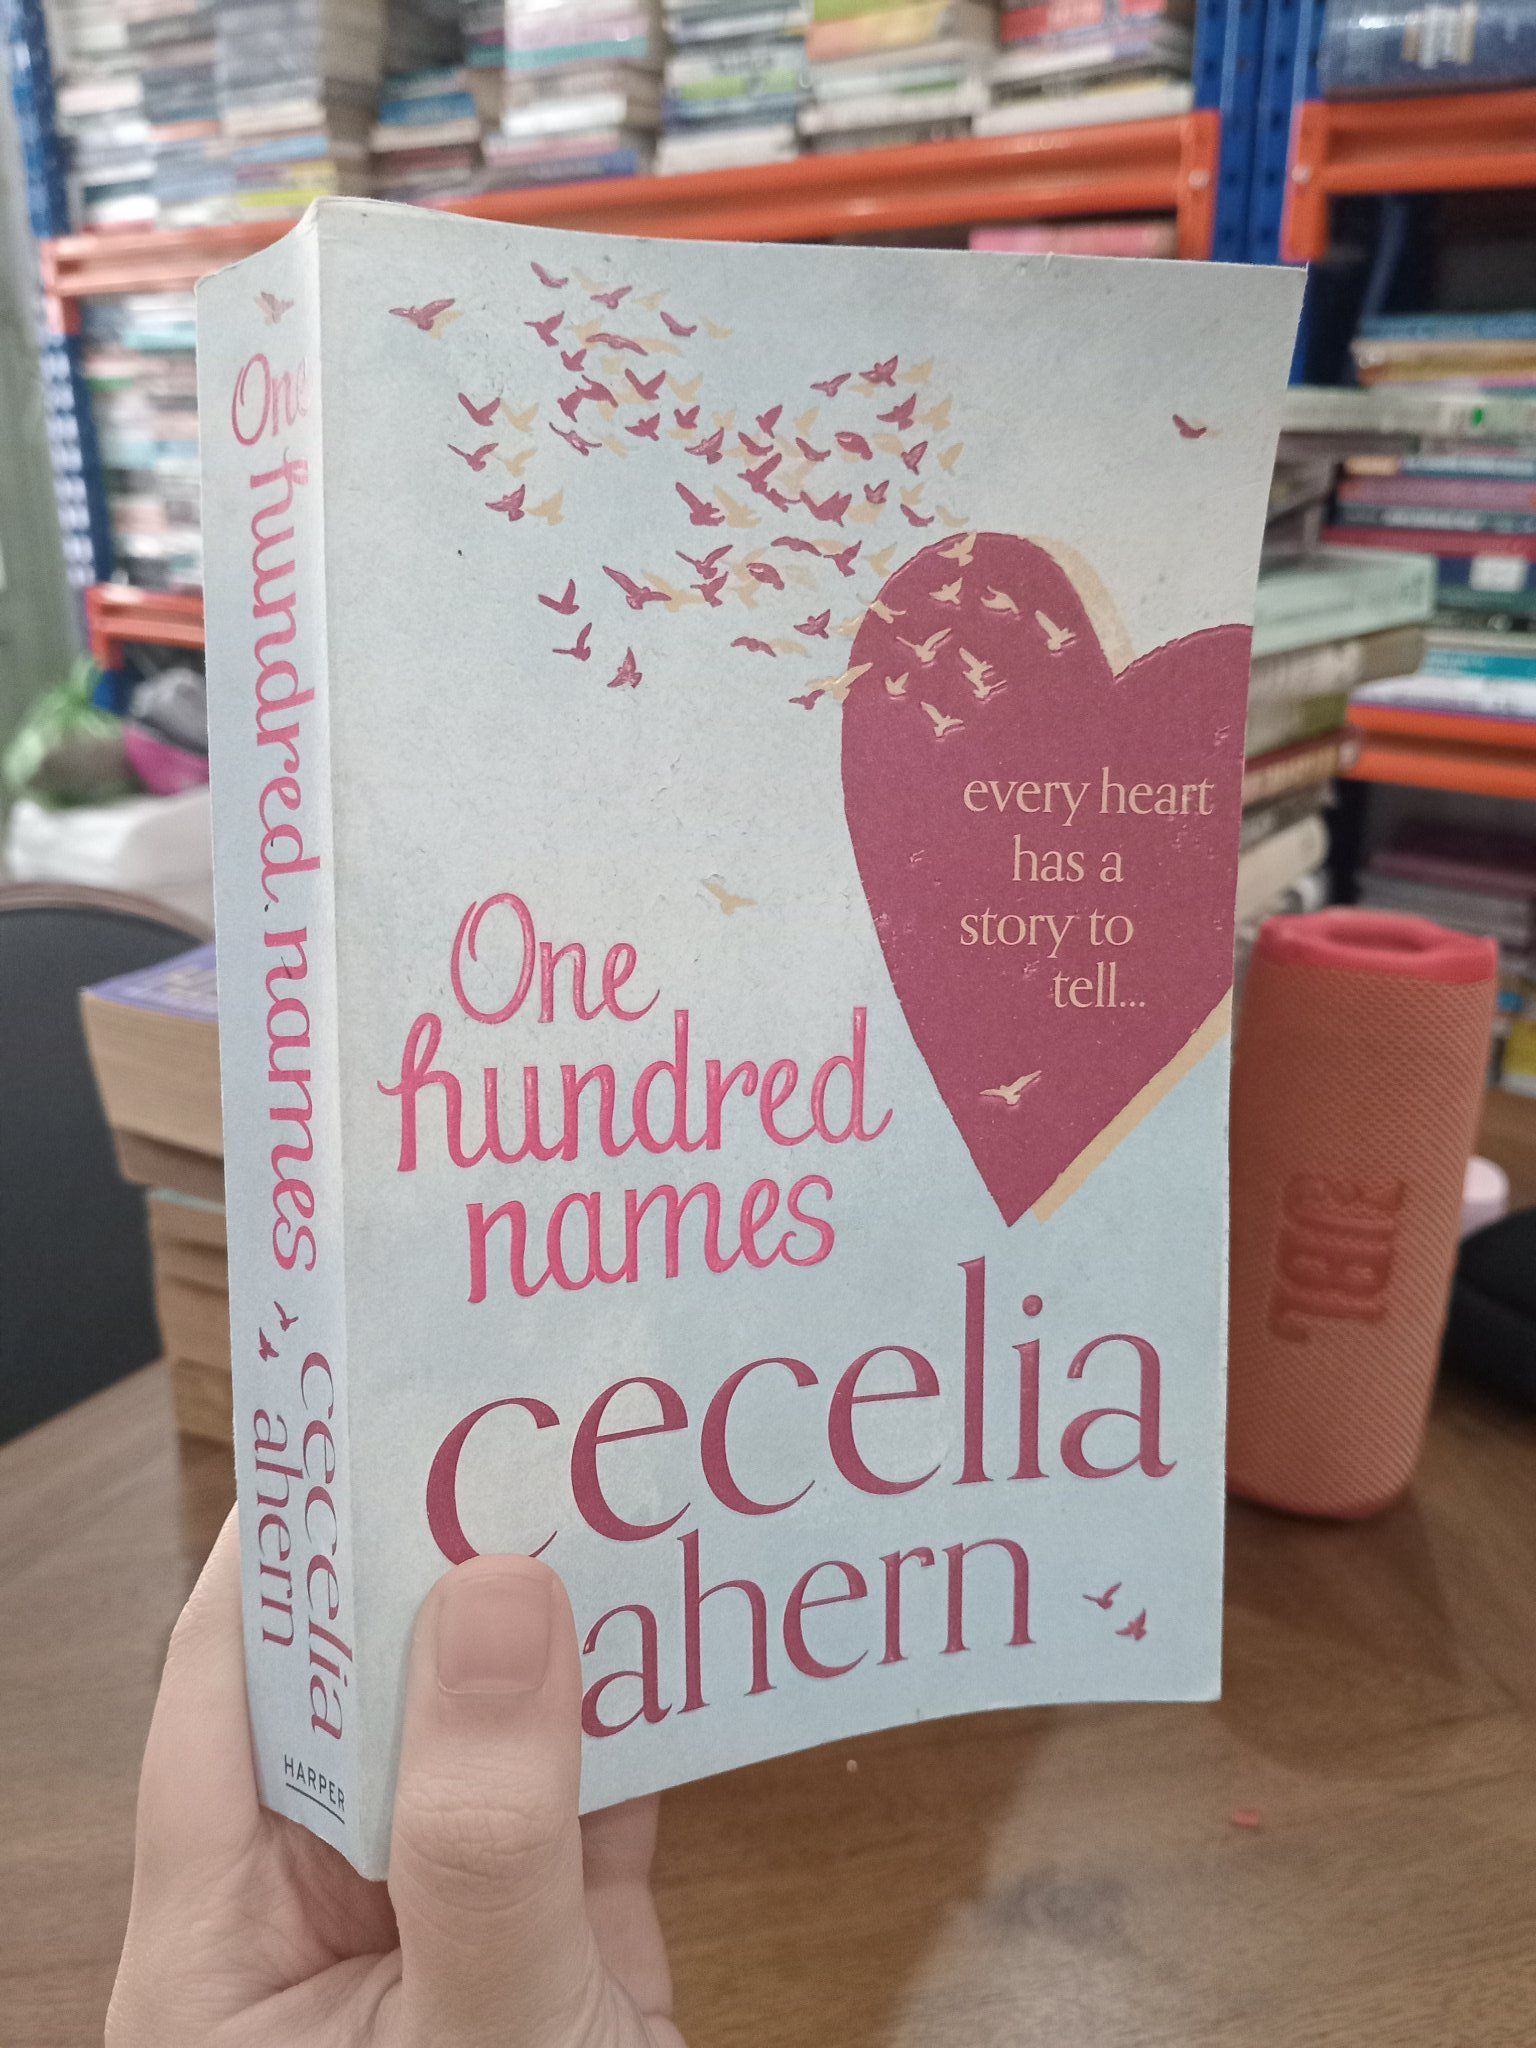 One hundred names cecelia
ahern
HARPER
every heart
has a
story to
tell...
One
hundred
names
cecelia
ahern
JBL